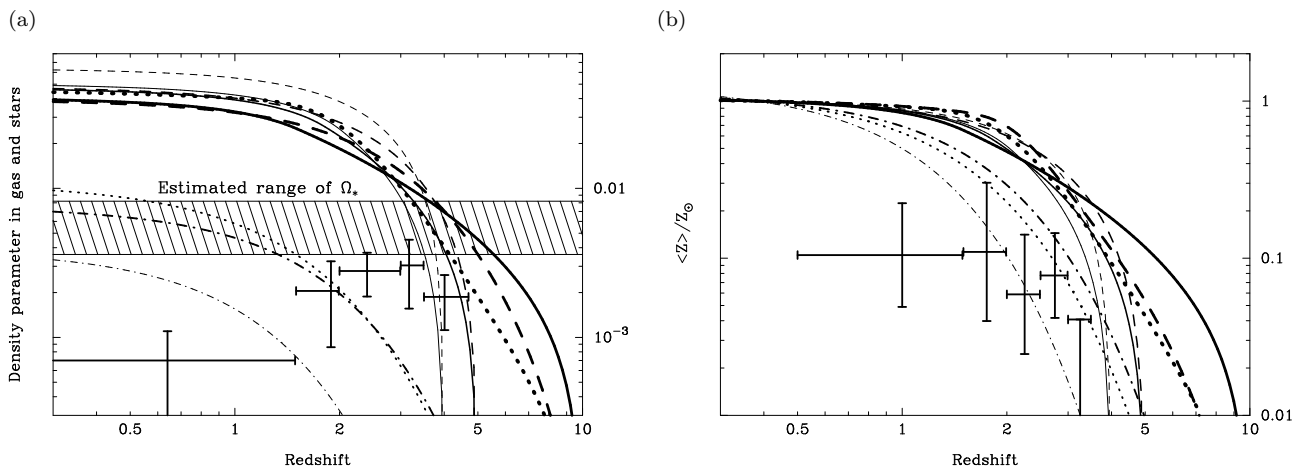 (a)
Density parameter in gas and stars
Estimated range of Ω*
0.01
10⁻³
0.5 1 2 5 10
Redshift
(b)
<Z>/Z⊙
1
0.1
0.01
0.5 1 2 5 10
Redshift